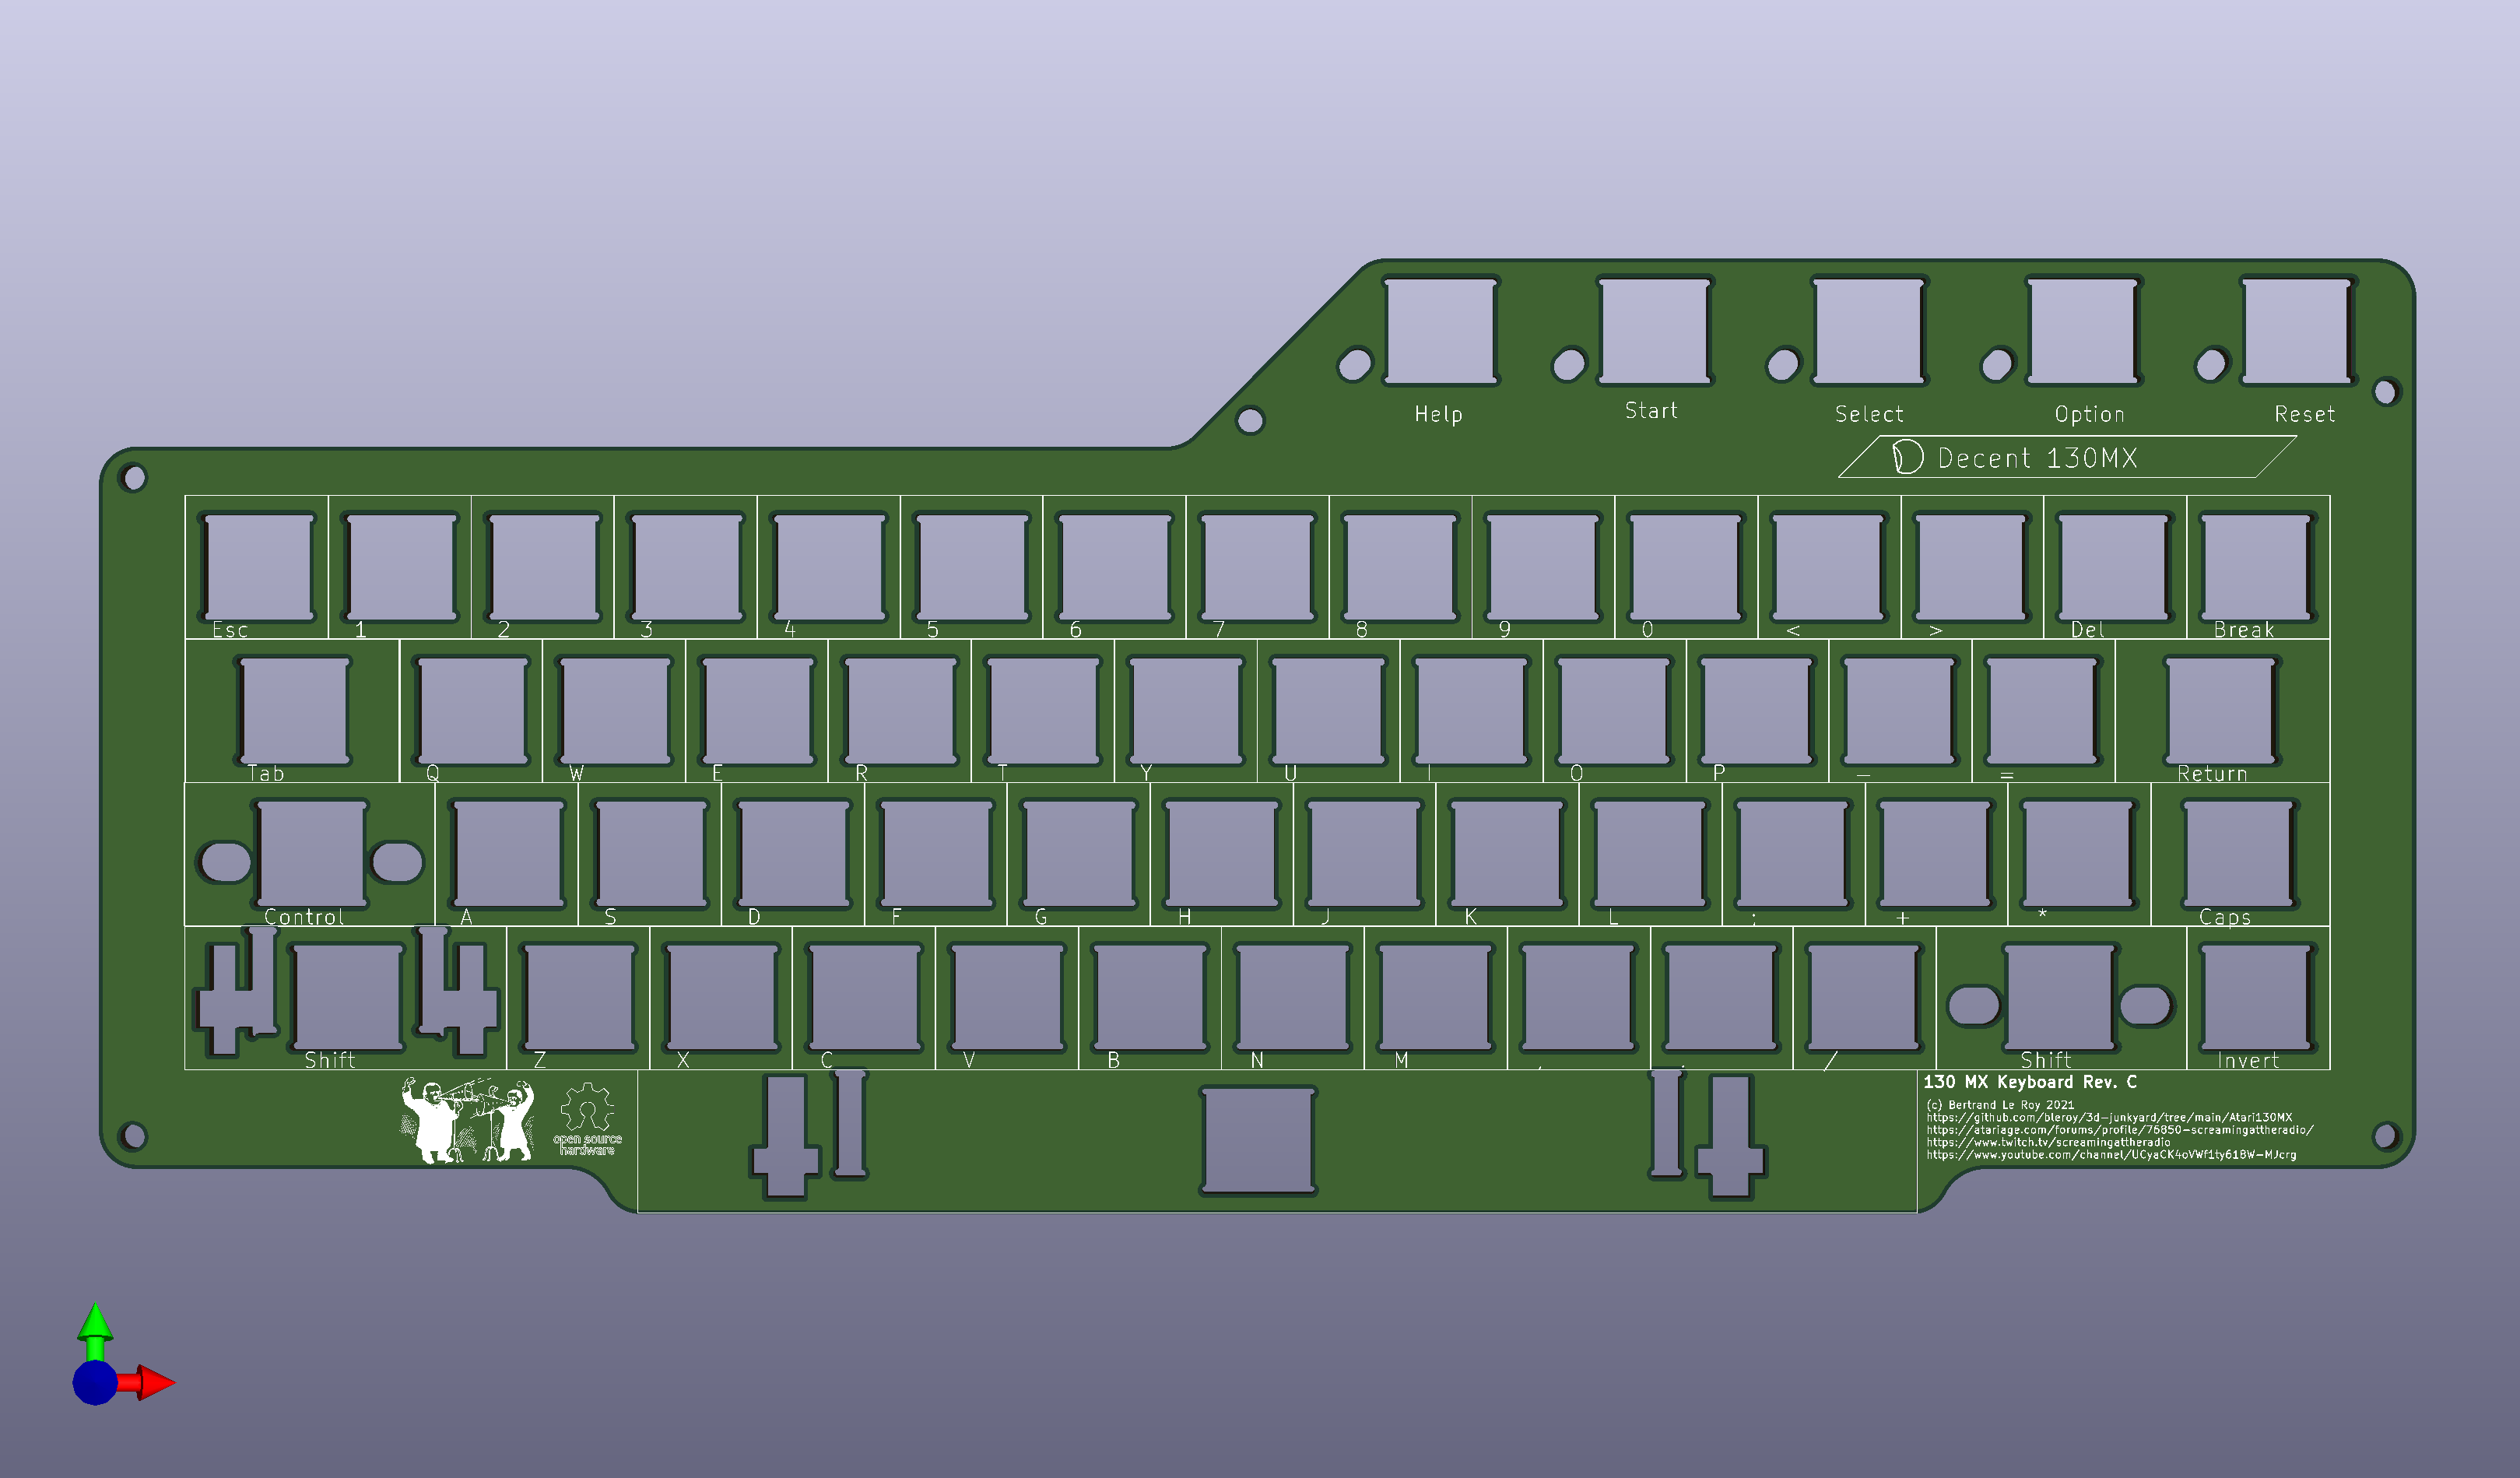 Help Start Select Option Reset
Decent 130MX
Esc 1 2 3 4 5 6 7 8 9 0 < > Del Break
Tab Q W E R T Y U I O P - = Return
Control A S D F G H J K L ; + * Caps
Shift Z X C V B N M , . / Shift Invert
130 MX Keyboard Rev. C
(c) Bertrand Le Roy 2021
https://github.com/bleroy/3d-junkyard/tree/main/Atari130MX
https://atariage.com/forums/profile/76850-screamingattheradio/
https://www.twitch.tv/screamingattheradio
https://www.youtube.com/channel/UCyaCK4oVWf1ty618W-MJcrg
open source
hardware